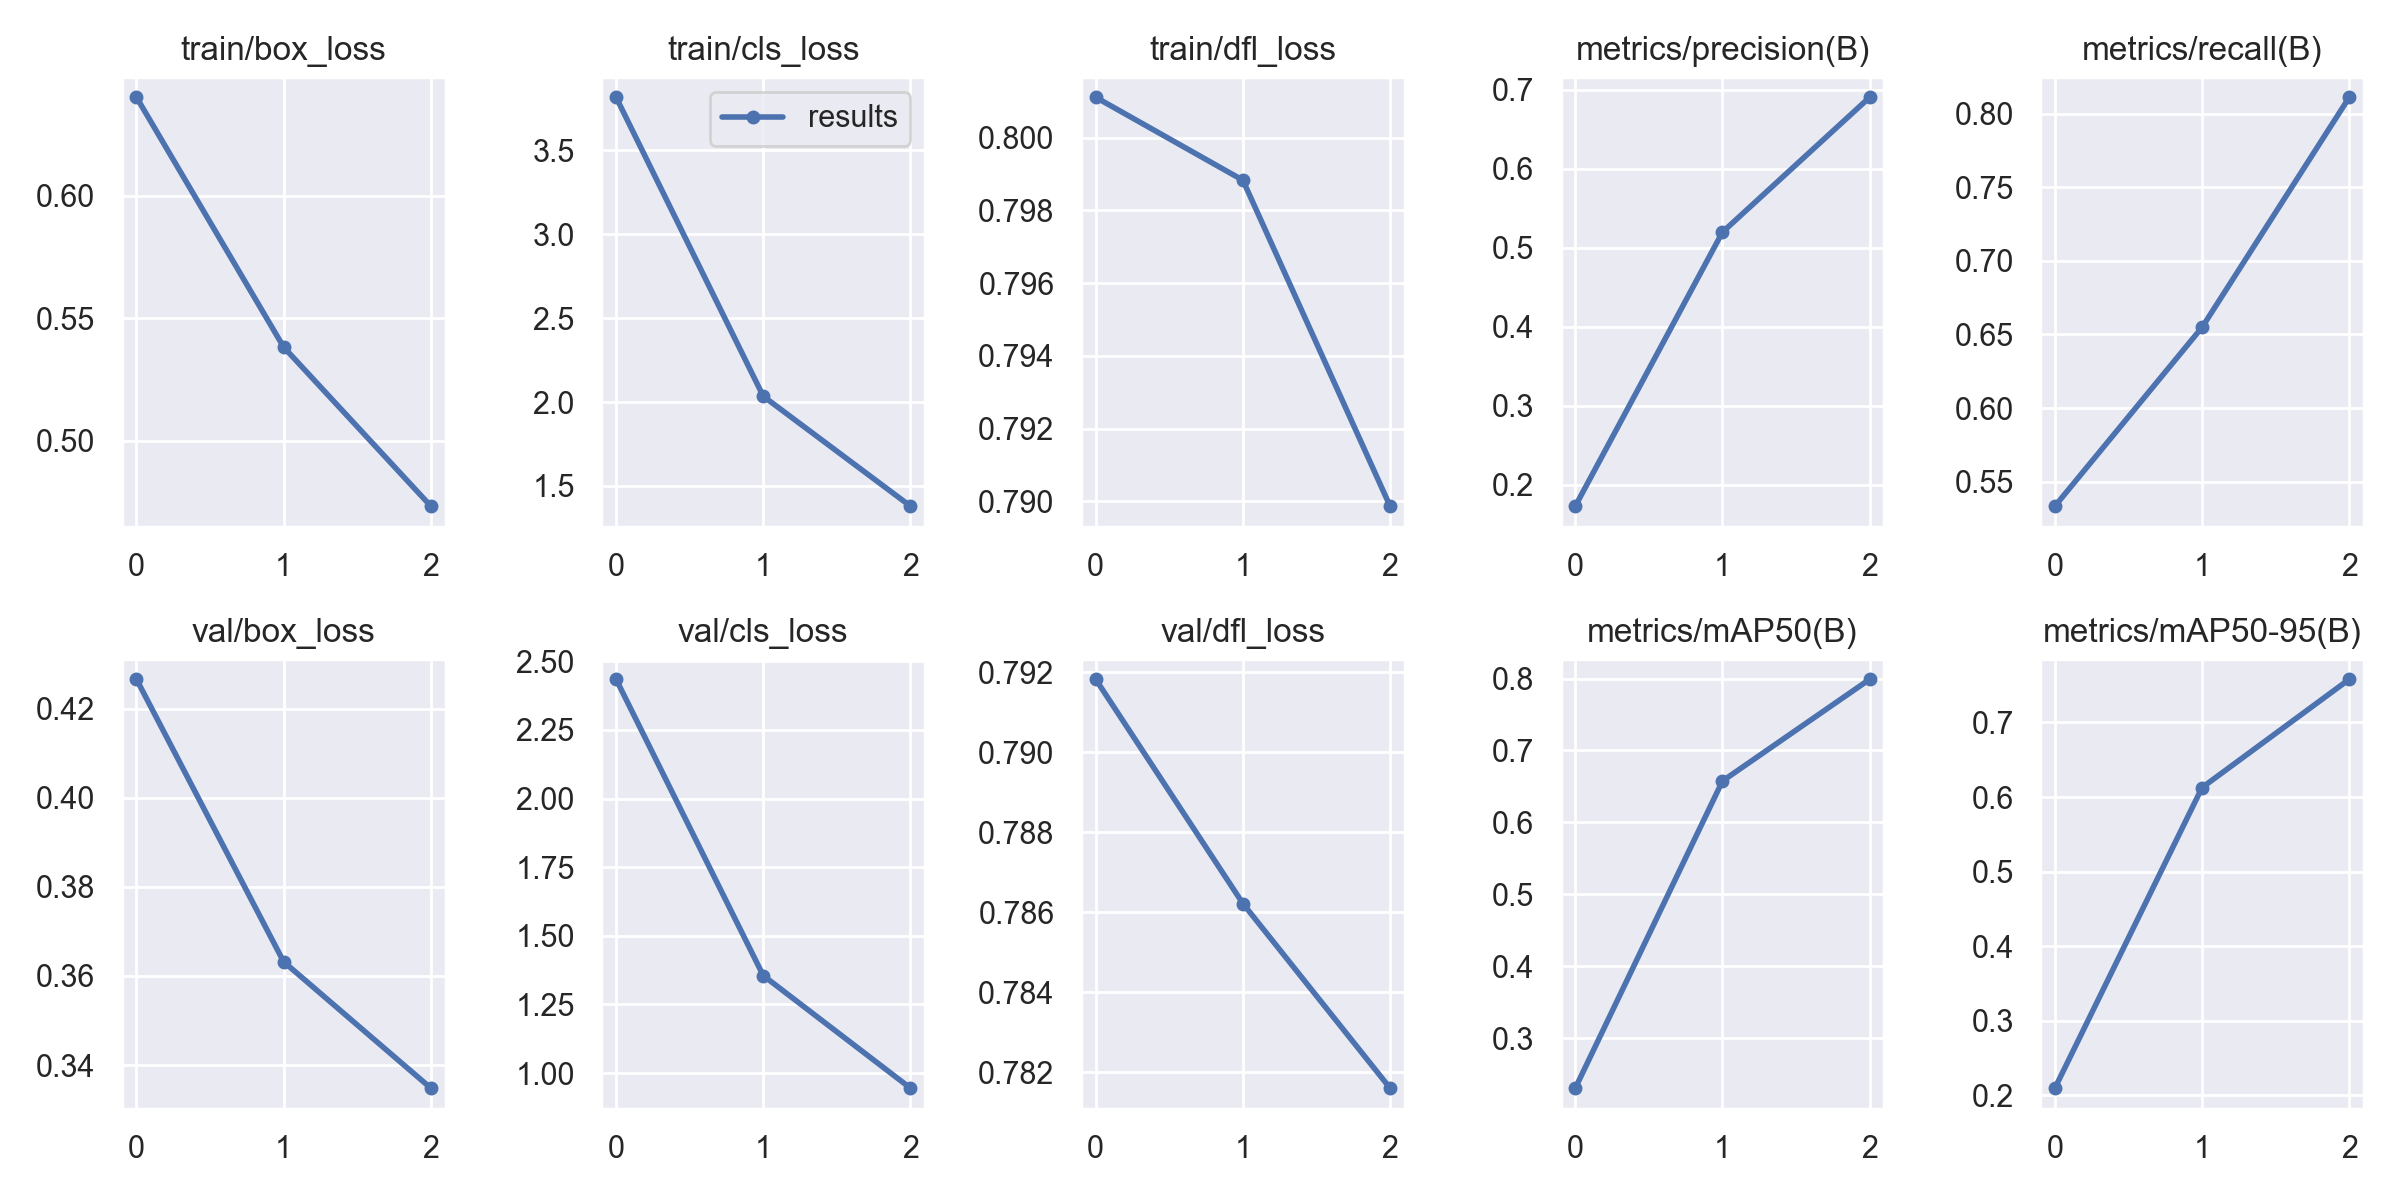 train/box_loss
0.60
0.55
0.50
0 1 2
train/cls_loss
results
3.5
3.0
2.5
2.0
1.5
0 1 2
train/dfl_loss
0.800
0.798
0.796
0.794
0.792
0.790
0 1 2
metrics/precision(B)
0.7
0.6
0.5
0.4
0.3
0.2
0 1 2
metrics/recall(B)
0.80
0.75
0.70
0.65
0.60
0.55
0 1 2
val/box_loss
0.42
0.40
0.38
0.36
0.34
0 1 2
val/cls_loss
2.50
2.25
2.00
1.75
1.50
1.25
1.00
0 1 2
val/dfl_loss
0.792
0.790
0.788
0.786
0.784
0.782
0 1 2
metrics/mAP50(B)
0.8
0.7
0.6
0.5
0.4
0.3
0 1 2
metrics/mAP50-95(B)
0.7
0.6
0.5
0.4
0.3
0.2
0 1 2